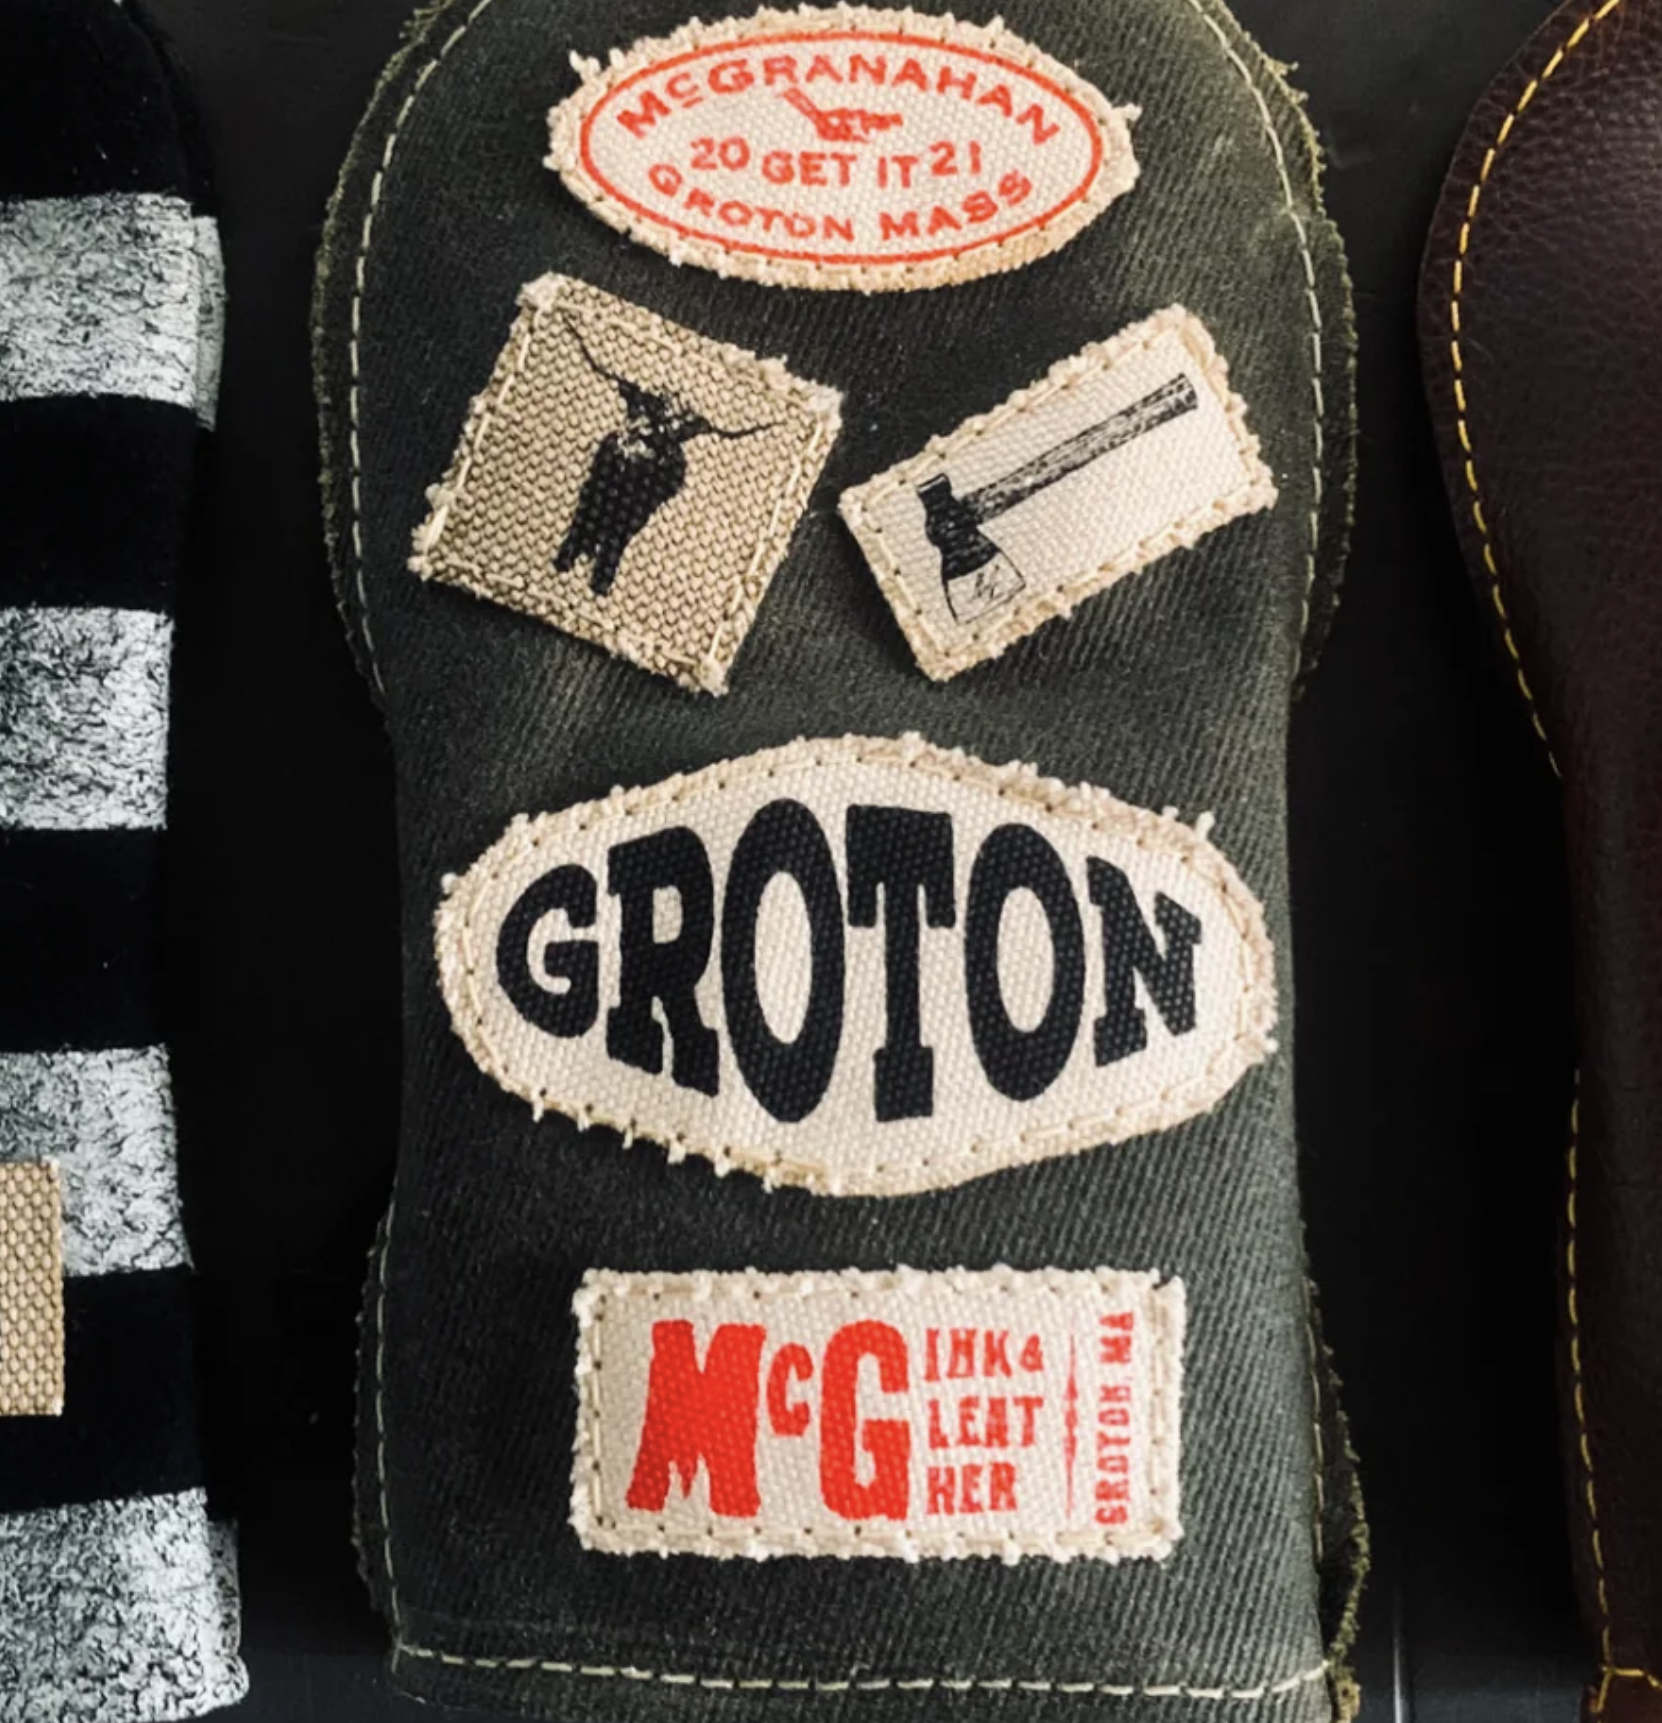 McGRANAHAN
20 GET IT 21
GROTON MASS
GROTON
McG
INK &
LEAT
HER
GROTON, MA